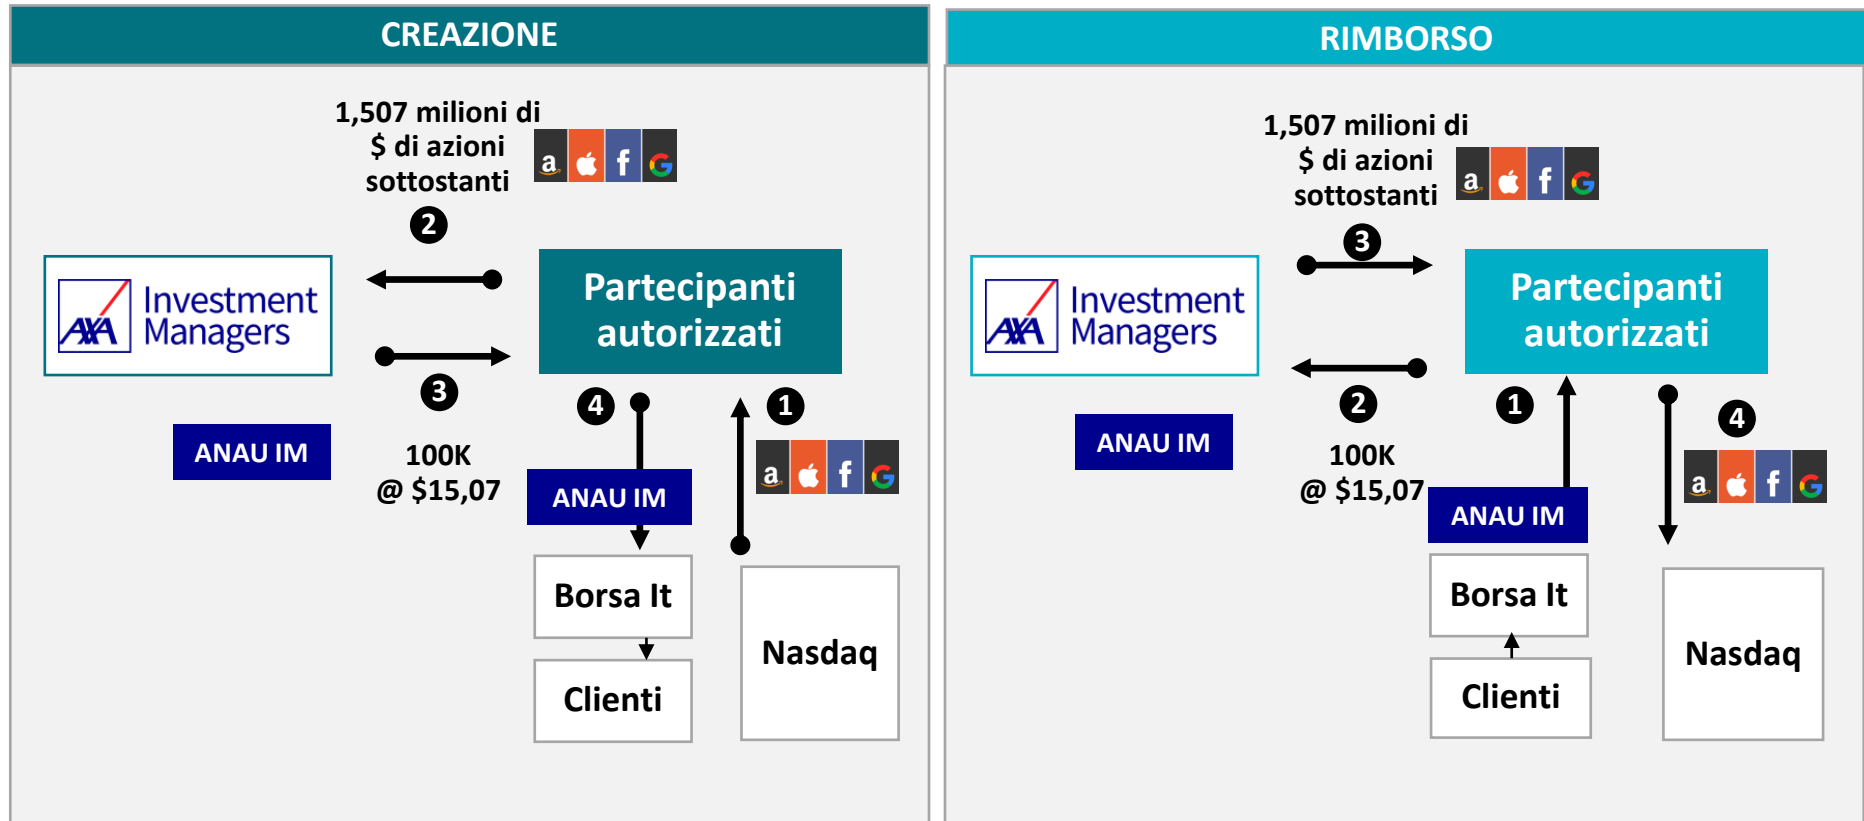 CREAZIONE
1,507 milioni di
$ di azioni
sottostanti
a f G
2
AXA Investment
Managers
Partecipanti
autorizzati
3
4
1
ANAU IM
100K
@ $15,07
a f G
ANAU IM
Borsa It
Nasdaq
Clienti
RIMBORSO
1,507 milioni di
$ di azioni
sottostanti
a f G
3
AXA Investment
Managers
Partecipanti
autorizzati
2
1
4
ANAU IM
100K
@ $15,07
a f G
ANAU IM
Borsa It
Nasdaq
Clienti